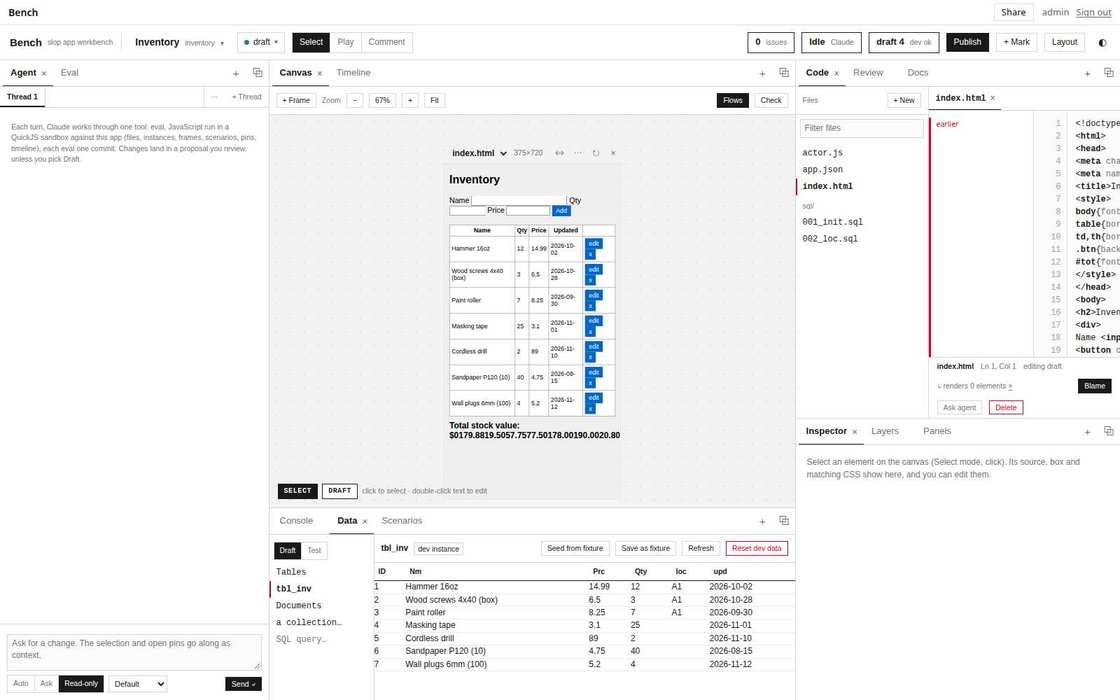 Bench
Share admin Sign out
Bench slop app workbench Inventory inventory draft Select Play Comment 0 issues Idle Claude draft 4 dev ok Publish + Mark Layout
Agent × Eval +
Thread 1 ··· + Thread
Each turn, Claude works through one tool: eval, JavaScript run in a
QuickJS sandbox against this app (files, instances, frames, scenarios, pins,
timeline), each eval one commit. Changes land in a proposal you review,
unless you pick Draft.
Ask for a change. The selection and open pins go along as
context.
Auto Ask Read-only Default Send
Canvas × Timeline +
+ Frame Zoom − 67% + Fit Flows Check
index.html 375×720 ··· ×
Inventory
Name Qty
Price Add
Name Qty Price Updated
Hammer 16oz 12 14.99 2026-10-02 edit x
Wood screws 4x40 (box) 3 6.5 2026-10-28 edit x
Paint roller 7 8.25 2026-09-30 edit x
Masking tape 25 3.1 2026-11-01 edit x
Cordless drill 2 89 2026-11-10 edit x
Sandpaper P120 (10) 40 4.75 2026-08-15 edit x
Wall plugs 6mm (100) 4 5.2 2026-11-12 edit x
Total stock value:
$0179.8819.5057.7577.50178.00190.0020.80
SELECT DRAFT click to select · double-click text to edit
Console Data × Scenarios +
Draft Test
Tables
tbl_inv
Documents
a collection…
SQL query…
tbl_inv dev instance Seed from fixture Save as fixture Refresh Reset dev data
ID Nm Prc Qty loc upd
1 Hammer 16oz 14.99 12 A1 2026-10-02
2 Wood screws 4x40 (box) 6.5 3 A1 2026-10-28
3 Paint roller 8.25 7 A1 2026-09-30
4 Masking tape 3.1 25 2026-11-01
5 Cordless drill 89 2 2026-11-10
6 Sandpaper P120 (10) 4.75 40 2026-08-15
7 Wall plugs 6mm (100) 5.2 4 2026-11-12
Code × Review Docs +
Files + New
Filter files
actor.js
app.json
index.html
sql/
001_init.sql
002_loc.sql
index.html ×
earlier
1 <!doctype
2 <html>
3 <head>
4 <meta cha
5 <meta nam
6 <title>In
7 <style>
8 body{font
9 table{bor
10 td,th{bor
11 .btn{back
12 #tot{font
13 </style>
14 </head>
15 <body>
16 <h2>Inven
17 <div>
18 Name <inp
19 <button c
index.html Ln 1, Col 1 editing draft
↳ renders 0 elements × Blame
Ask agent Delete
Inspector × Layers Panels +
Select an element on the canvas (Select mode, click). Its source, box and
matching CSS show here, and you can edit them.